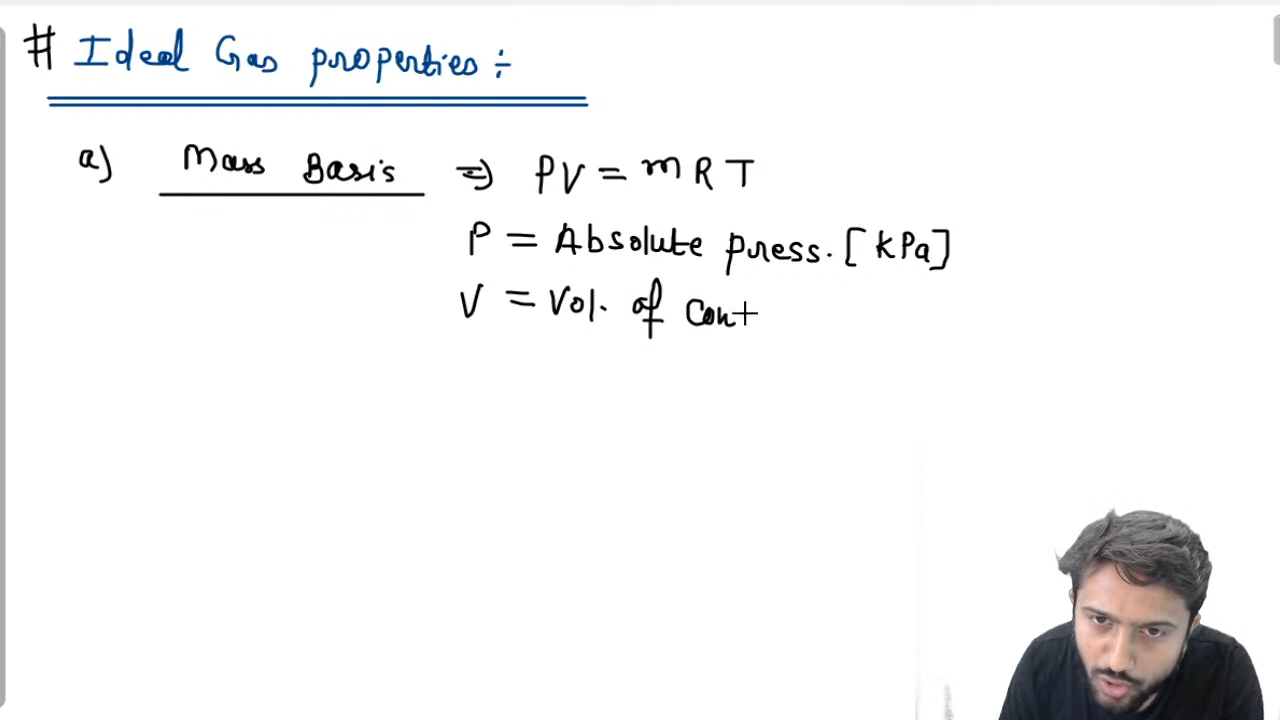 # Ideal Gas properties ÷
a) Mass Basis ⇒ PV = mRT
P = Absolute press. [kPa]
V = Vol. of cont